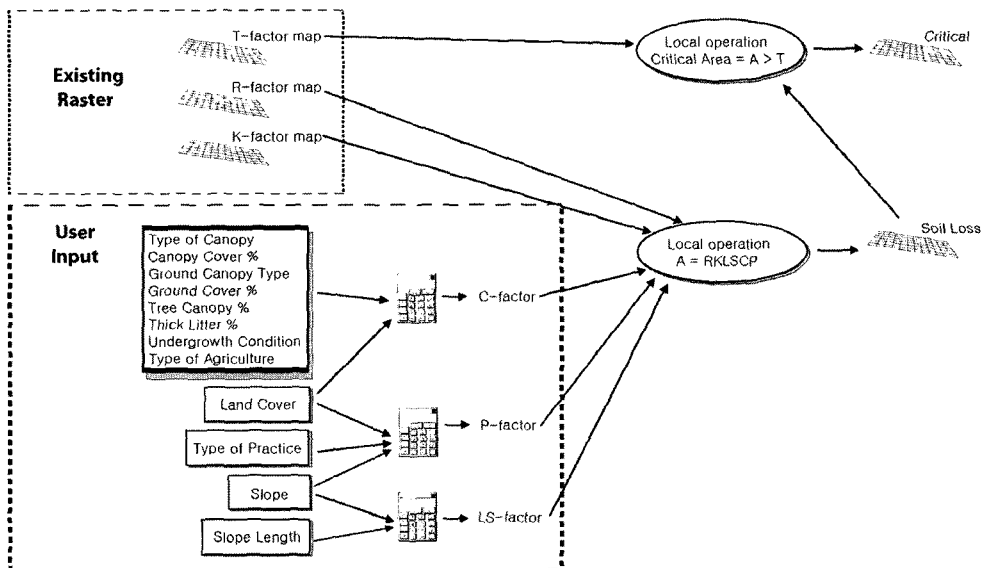 T-factor map
Existing
Raster
R-factor map
K-factor map
Local operation
Critical Area = A > T
Critical
User
Input
Type of Canopy
Canopy Cover %
Ground Canopy Type
Ground Cover %
Tree Canopy %
Thick Litter %
Undergrowth Condition
Type of Agriculture
Land Cover
Type of Practice
Slope
Slope Length
C-factor
P-factor
LS-factor
Local operation
A = RKLSCP
Soil Loss